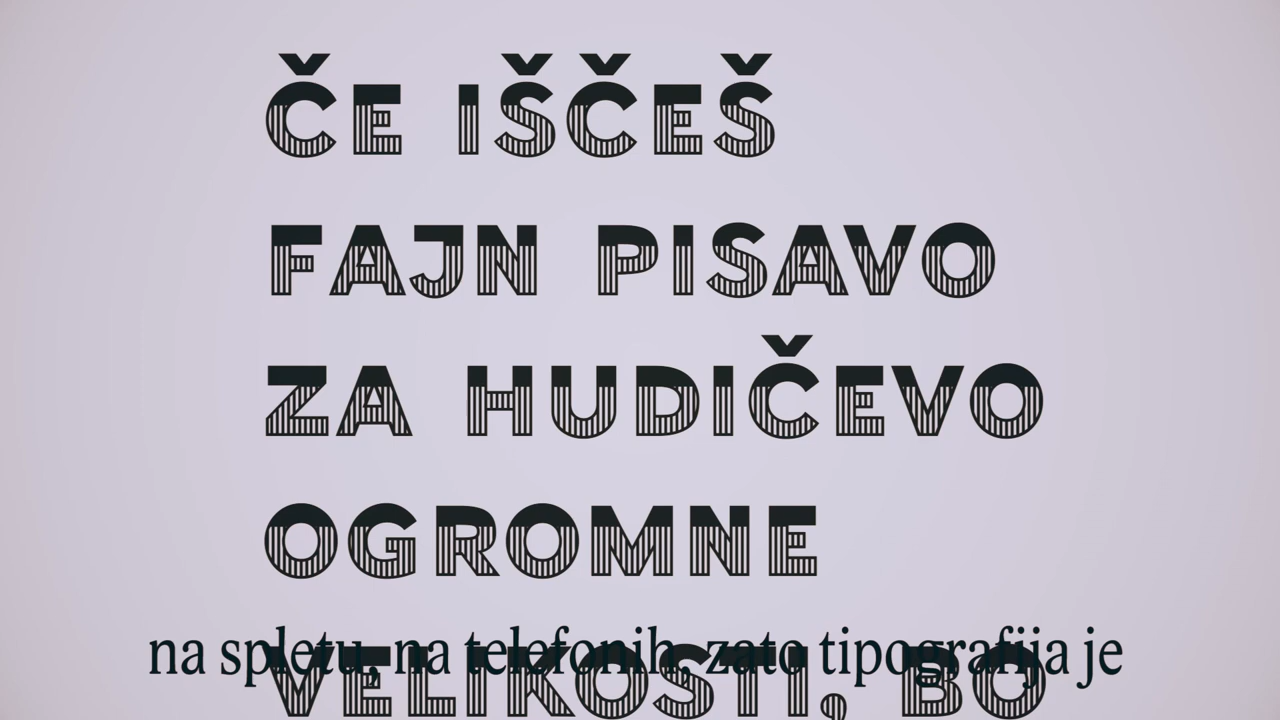 ČE IŠČEŠ
FAJN PISAVO
ZA HUDIČEVO
OGROMNE
VELIKOSTI, BO
na spletu, na telefonih, zato tipografija je